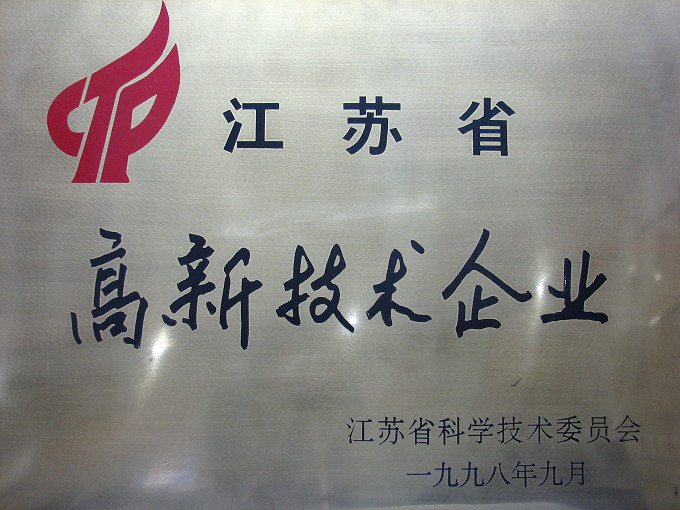 江苏省
高新技术企业
江苏省科学技术委员会
一九九八年九月